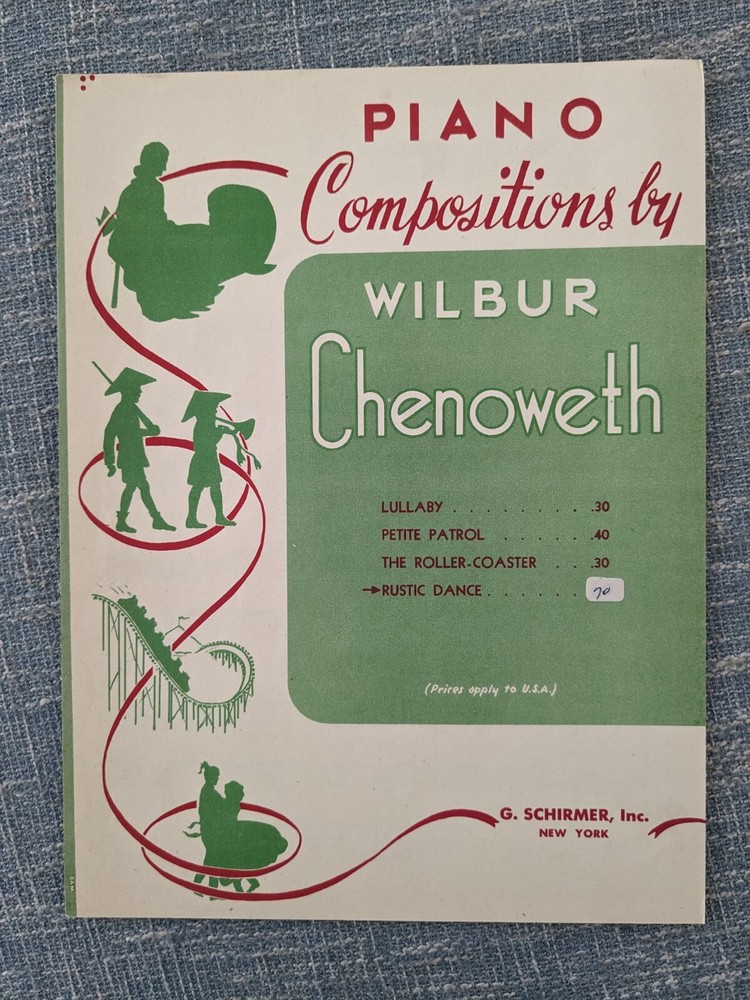 PIANO
Compositions by
WILBUR
Chenoweth
LULLABY . . . . . . . . . .30
PETITE PATROL . . . . . .40
THE ROLLER-COASTER . . .30
→RUSTIC DANCE . . . . . . 70
(Prices apply to U.S.A.)
G. SCHIRMER, Inc.
NEW YORK